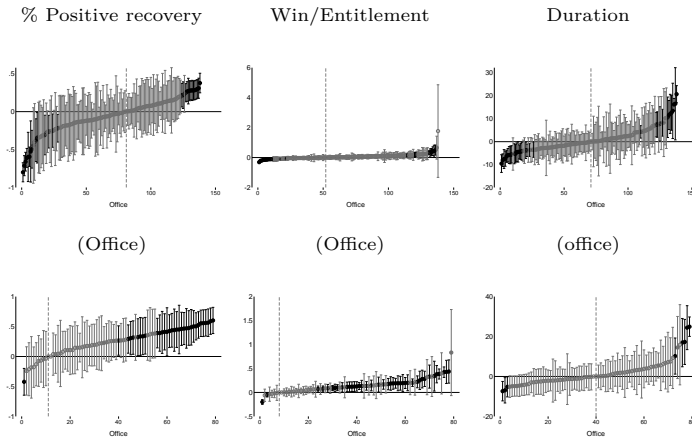 % Positive recovery Win/Entitlement Duration
.5 6 30
0 4 20
-.5 2 10
-1 0 0
-2 -10
-20
0 50 100 150 0 50 100 150 0 50 100 150
Office Office Office
(Office) (Office) (office)
1 2 40
.5 1.5 20
0 1 0
-.5 .5 -20
-1 0
-.5
0 20 40 60 80 0 20 40 60 80 0 20 40 60 80
Office Office Office